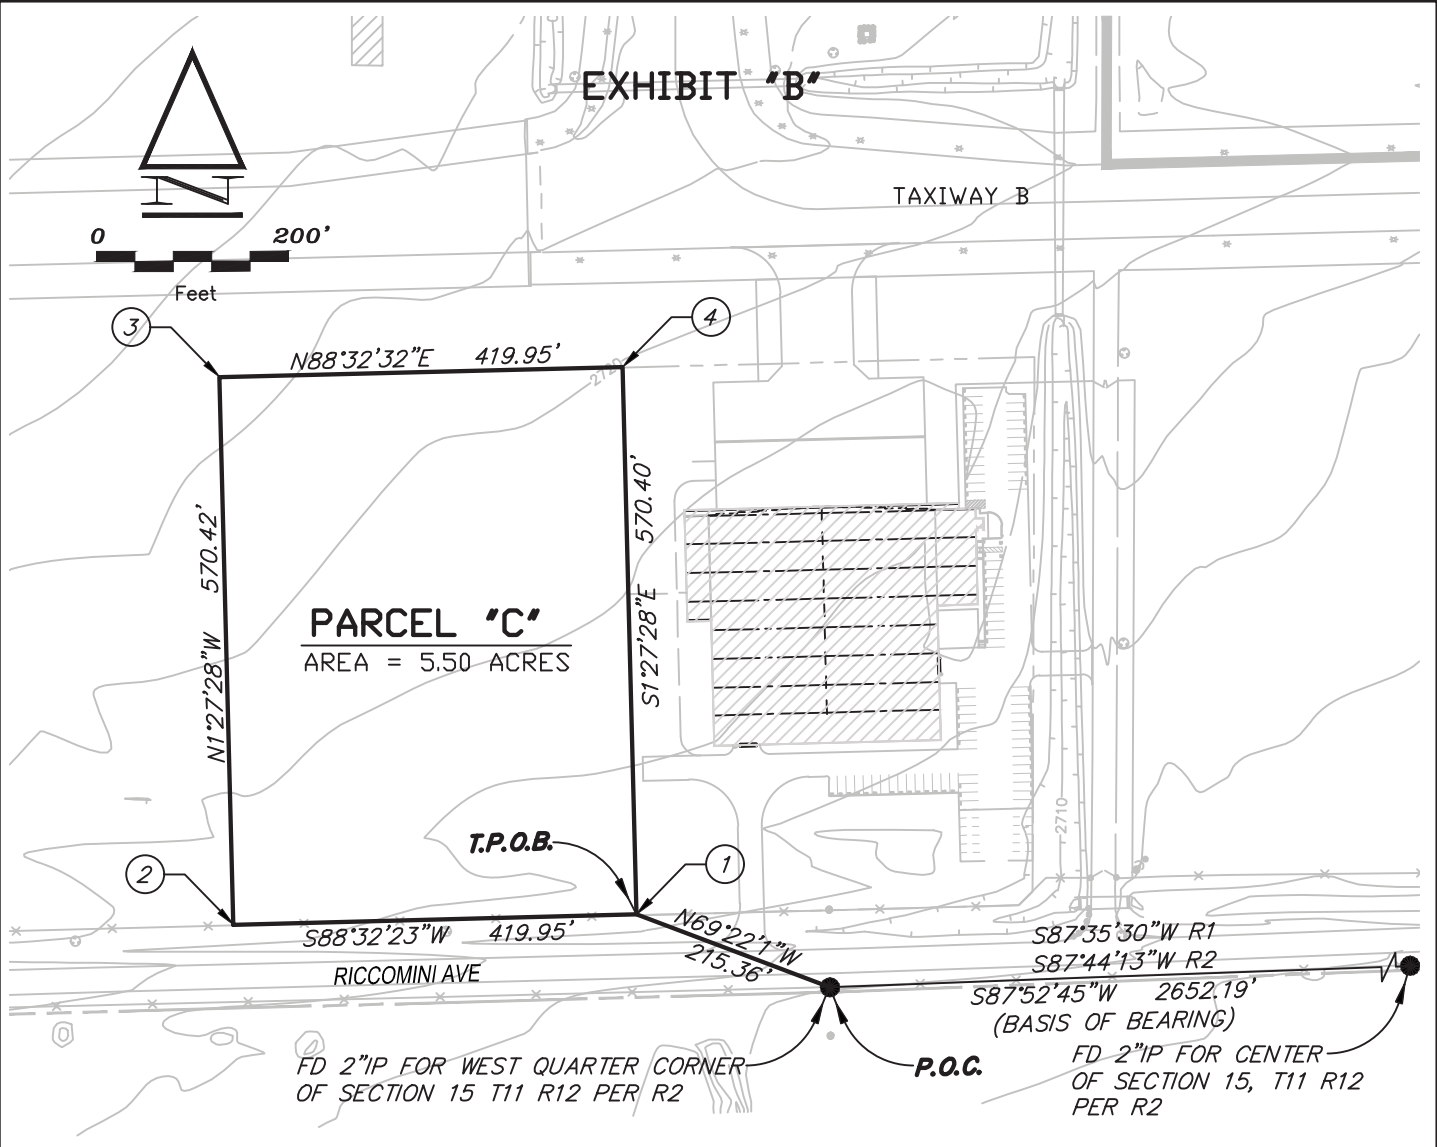 EXHIBIT "B"
TAXIWAY B
N
0 200'
Feet
3
4
N88°32'32"E 419.95'
2720
570.42'
N1°27'28"W
570.40'
S1°27'28"E
PARCEL "C"
AREA = 5.50 ACRES
2710
T.P.O.B.
2
1
S88°32'23"W 419.95'
N69°22'1"W
215.36'
RICCOMINI AVE
S87°35'30"W R1
S87°44'13"W R2
S87°52'45"W 2652.19'
(BASIS OF BEARING)
FD 2"IP FOR WEST QUARTER CORNER
OF SECTION 15 T11 R12 PER R2
P.O.C.
FD 2"IP FOR CENTER
OF SECTION 15, T11 R12
PER R2